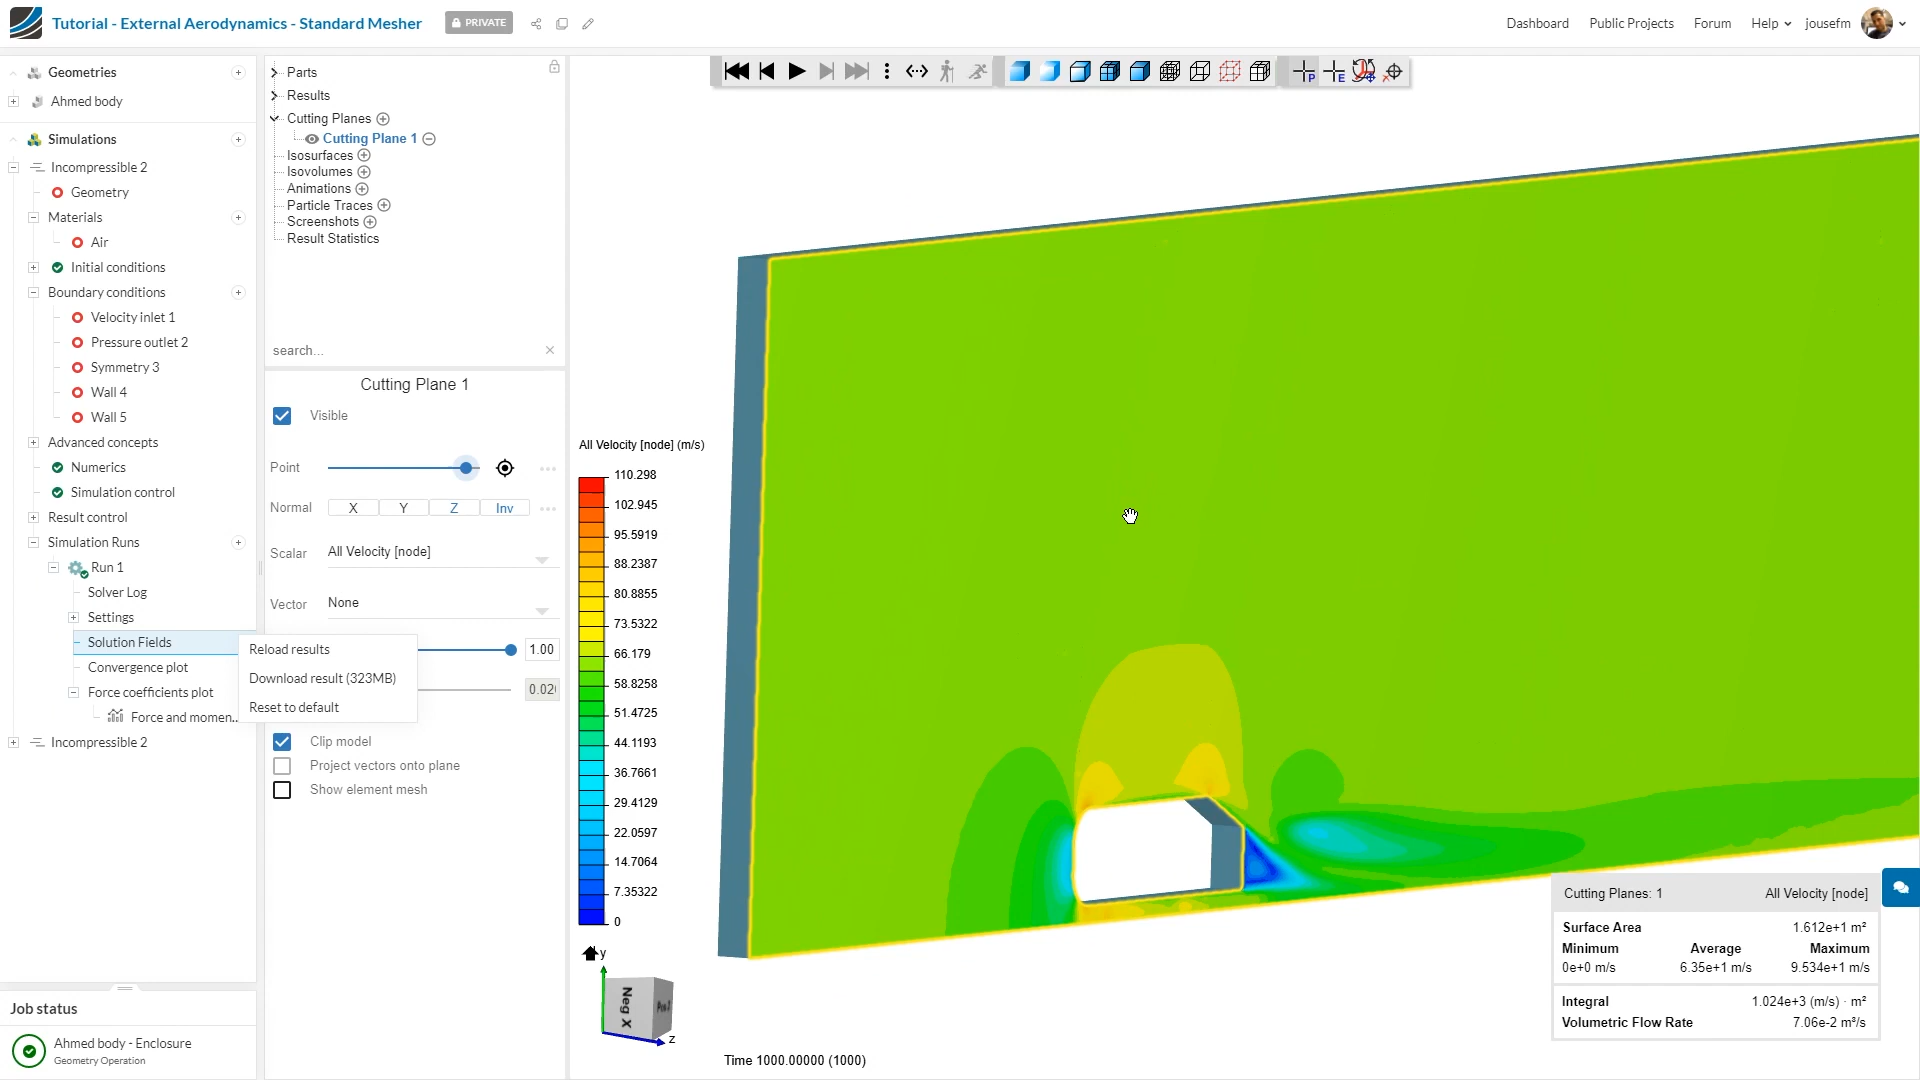 Tutorial - External Aerodynamics - Standard Mesher
PRIVATE
Dashboard
Public Projects
Forum
Help
jousefm
Geometries
Ahmed body
Simulations
Incompressible 2
Geometry
Materials
Air
Initial conditions
Boundary conditions
Velocity inlet 1
Pressure outlet 2
Symmetry 3
Wall 4
Wall 5
Advanced concepts
Numerics
Simulation control
Result control
Simulation Runs
Run 1
Solver Log
Settings
Solution Fields
Convergence plot
Force coefficients plot
Force and momen...
Incompressible 2
Reload results
Download result (323MB)
Reset to default
Job status
Ahmed body - Enclosure
Geometry Operation
Parts
Results
Cutting Planes
Cutting Plane 1
Isosurfaces
Isovolumes
Animations
Particle Traces
Screenshots
Result Statistics
search...
Cutting Plane 1
Visible
Point
Normal X Y Z Inv
Scalar All Velocity [node]
Vector None
1.00
0.02
Clip model
Project vectors onto plane
Show element mesh
P
E
All Velocity [node] (m/s)
110.298
102.945
95.5919
88.2387
80.8855
73.5322
66.179
58.8258
51.4725
44.1193
36.7661
29.4129
22.0597
14.7064
7.35322
0
y
Neg X
z
Time 1000.00000 (1000)
Cutting Planes: 1 All Velocity [node]
Surface Area 1.612e+1 m²
Minimum Average Maximum
0e+0 m/s 6.35e+1 m/s 9.534e+1 m/s
Integral 1.024e+3 (m/s) · m²
Volumetric Flow Rate 7.06e-2 m³/s